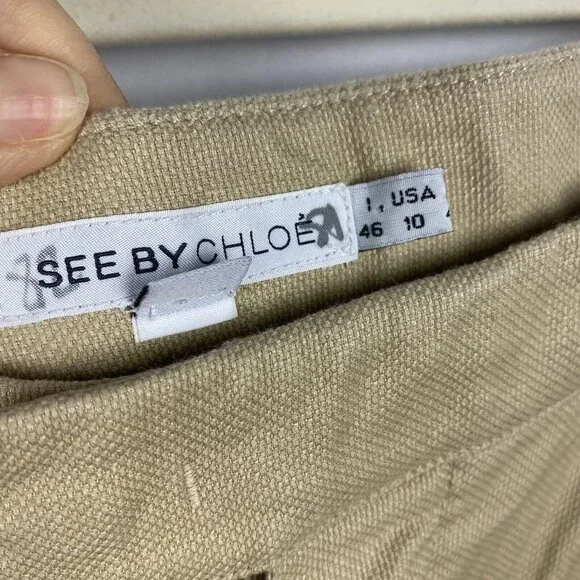 SEE BY CHLOÉ
I, USA
46 10